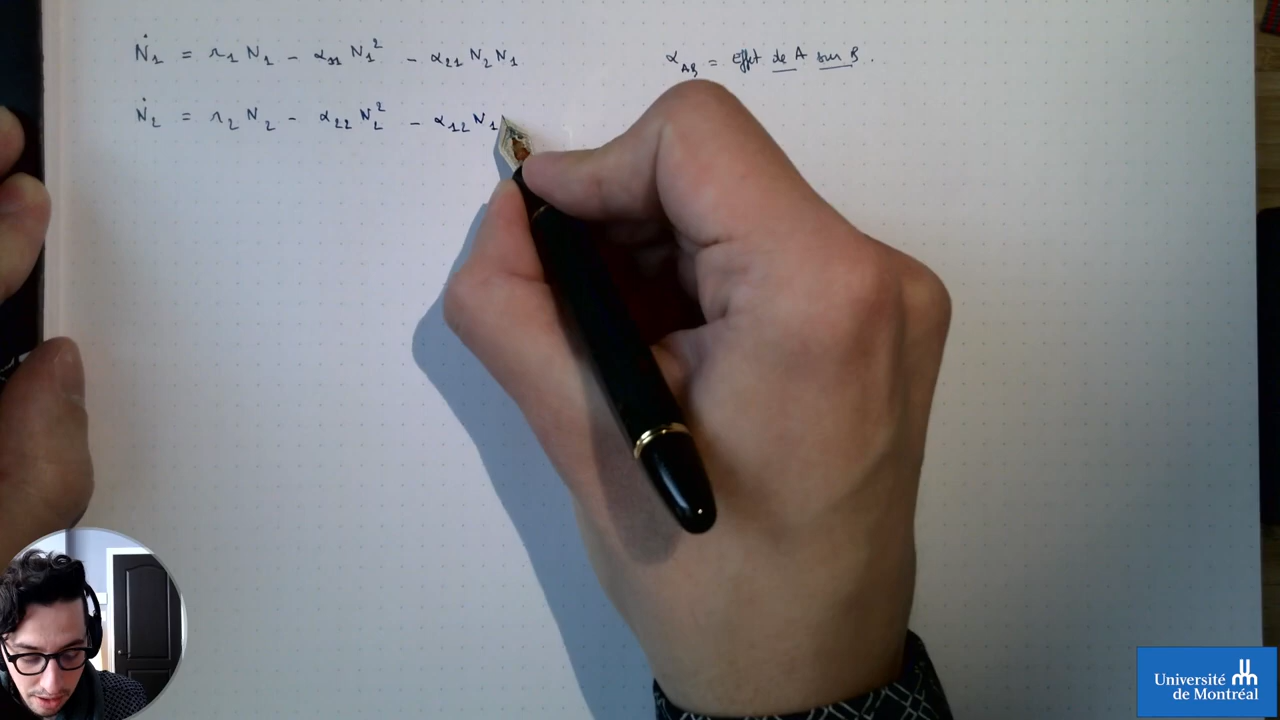 Ṅ₁ = r₁ N₁ - α₁₁ N₁² - α₂₁ N₂ N₁
α_AB = effet de A sur B.
Ṅ₂ = r₂ N₂ - α₂₂ N₂² - α₁₂ N₁
Université
de Montréal